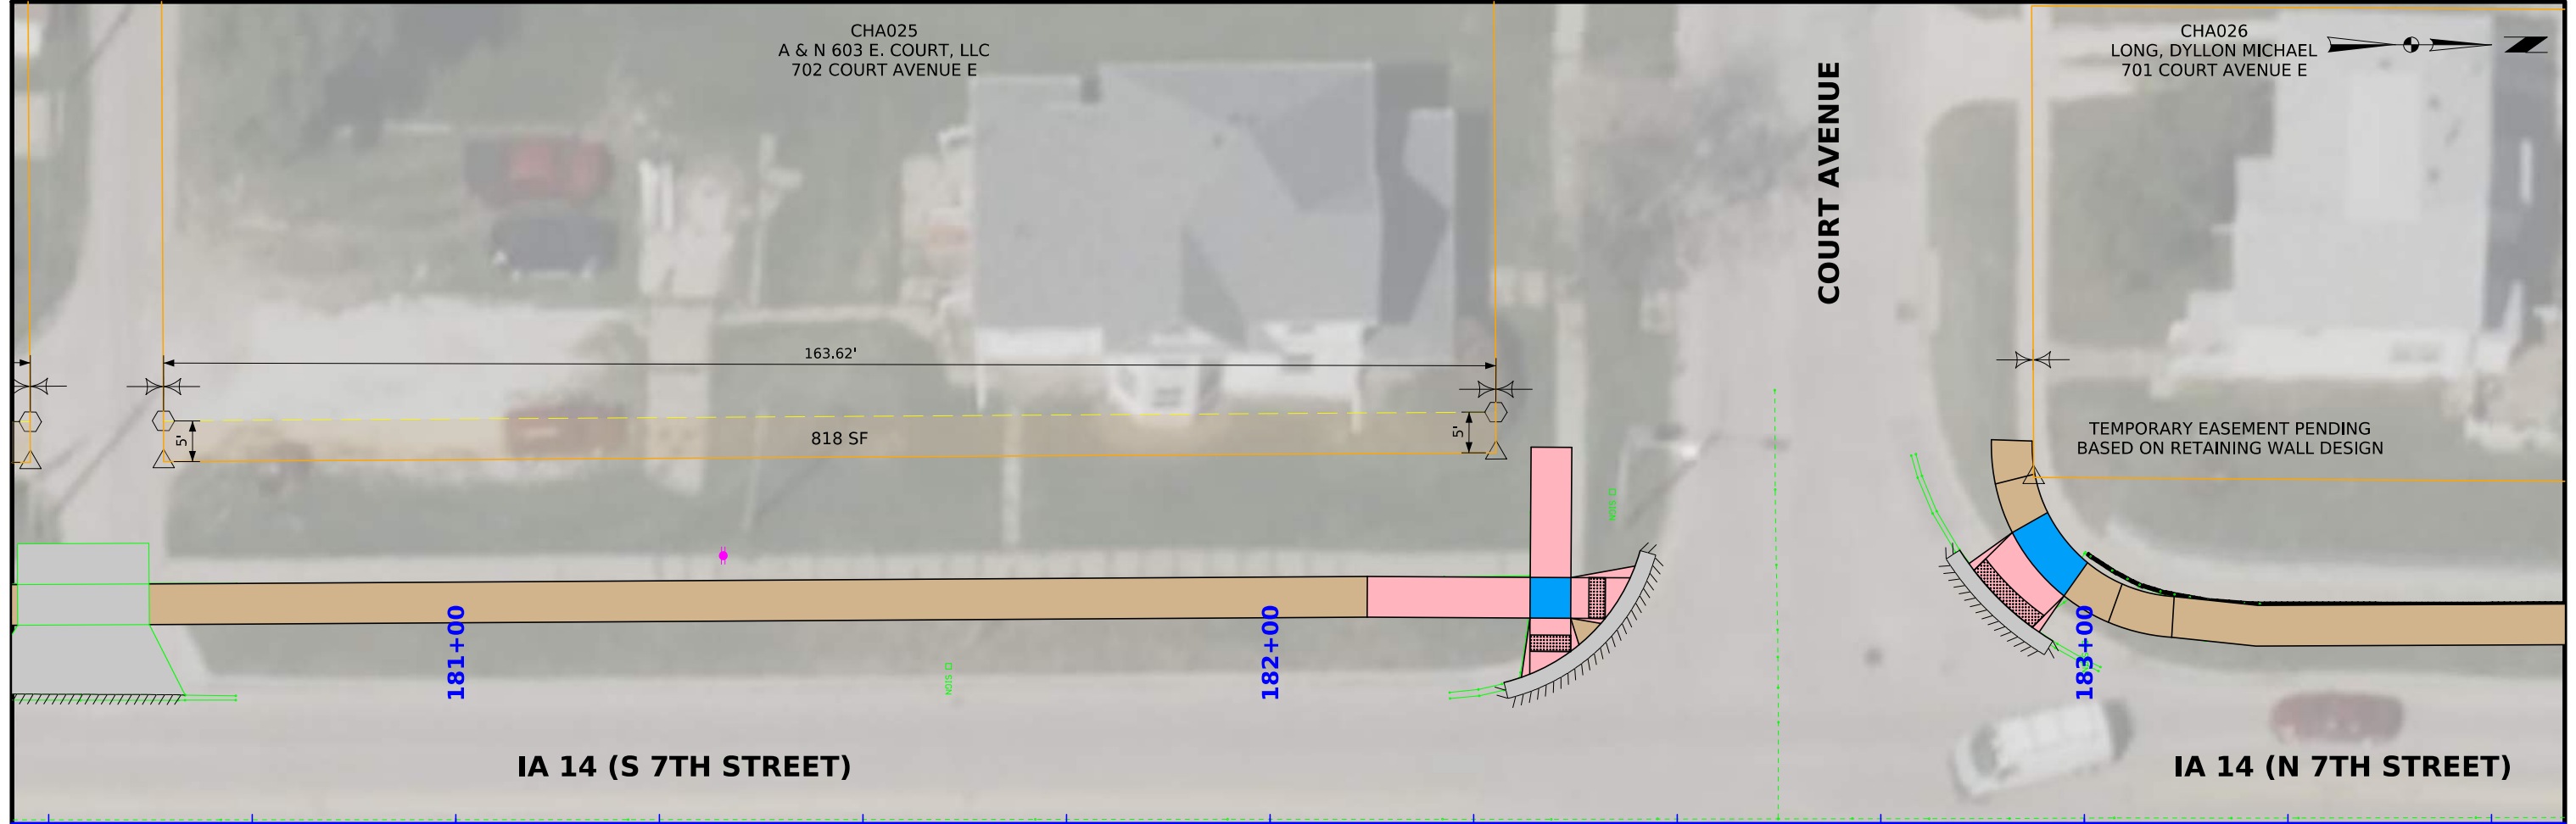 CHA025
A & N 603 E. COURT, LLC
702 COURT AVENUE E
COURT AVENUE
CHA026
LONG, DYLLON MICHAEL
701 COURT AVENUE E
N
163.62'
5'
818 SF
5'
TEMPORARY EASEMENT PENDING
BASED ON RETAINING WALL DESIGN
SIGN
181+00
SIGN
182+00
183+00
IA 14 (S 7TH STREET)
IA 14 (N 7TH STREET)